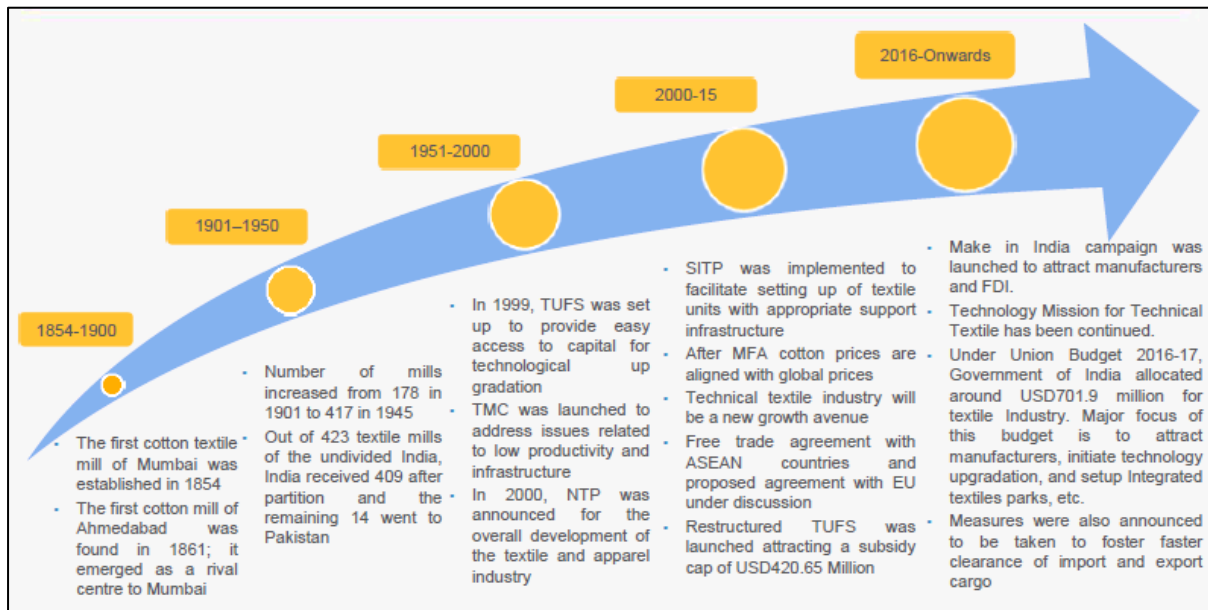 1854-1900
• The first cotton textile
mill of Mumbai was
established in 1854
• The first cotton mill of
Ahmedabad was
found in 1861; it
emerged as a rival
centre to Mumbai
1901–1950
• Number of mills
increased from 178 in
1901 to 417 in 1945
• Out of 423 textile mills
of the undivided India,
India received 409 after
partition and the
remaining 14 went to
Pakistan
1951-2000
• In 1999, TUFS was set
up to provide easy
access to capital for
technological up
gradation
• TMC was launched to
address issues related
to low productivity and
infrastructure
• In 2000, NTP was
announced for the
overall development of
the textile and apparel
industry
2000-15
• SITP was implemented to
facilitate setting up of textile
units with appropriate support
infrastructure
• After MFA cotton prices are
aligned with global prices
• Technical textile industry will
be a new growth avenue
• Free trade agreement with
ASEAN countries and
proposed agreement with EU
under discussion
• Restructured TUFS was
launched attracting a subsidy
cap of USD420.65 Million
2016-Onwards
• Make in India campaign was
launched to attract manufacturers
and FDI.
• Technology Mission for Technical
Textile has been continued.
• Under Union Budget 2016-17,
Government of India allocated
around USD701.9 million for
textile Industry. Major focus of
this budget is to attract
manufacturers, initiate technology
upgradation, and setup Integrated
textiles parks, etc.
• Measures were also announced
to be taken to foster faster
clearance of import and export
cargo